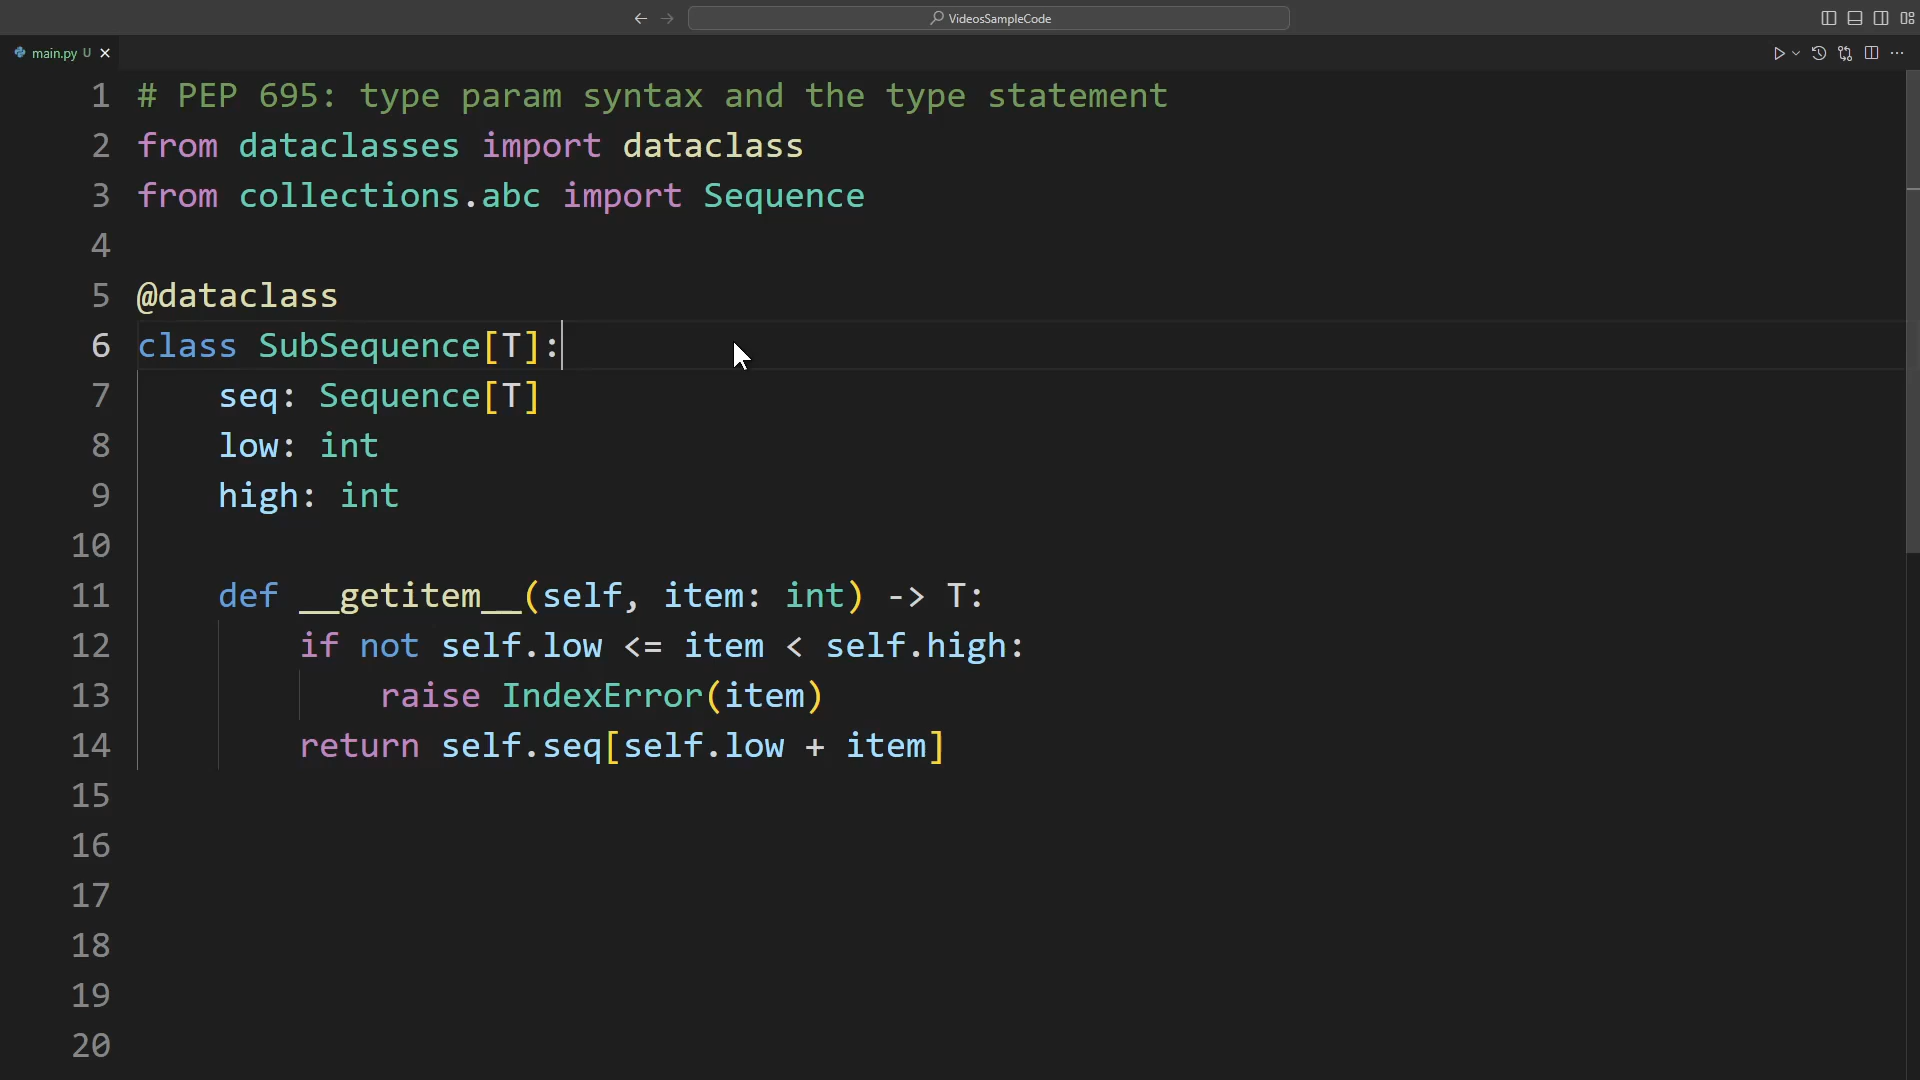 VideosSampleCode
main.py U
1 # PEP 695: type param syntax and the type statement
2 from dataclasses import dataclass
3 from collections.abc import Sequence
4
5 @dataclass
6 class SubSequence[T]:
7     seq: Sequence[T]
8     low: int
9     high: int
10
11     def __getitem__(self, item: int) -> T:
12         if not self.low <= item < self.high:
13             raise IndexError(item)
14         return self.seq[self.low + item]
15
16
17
18
19
20